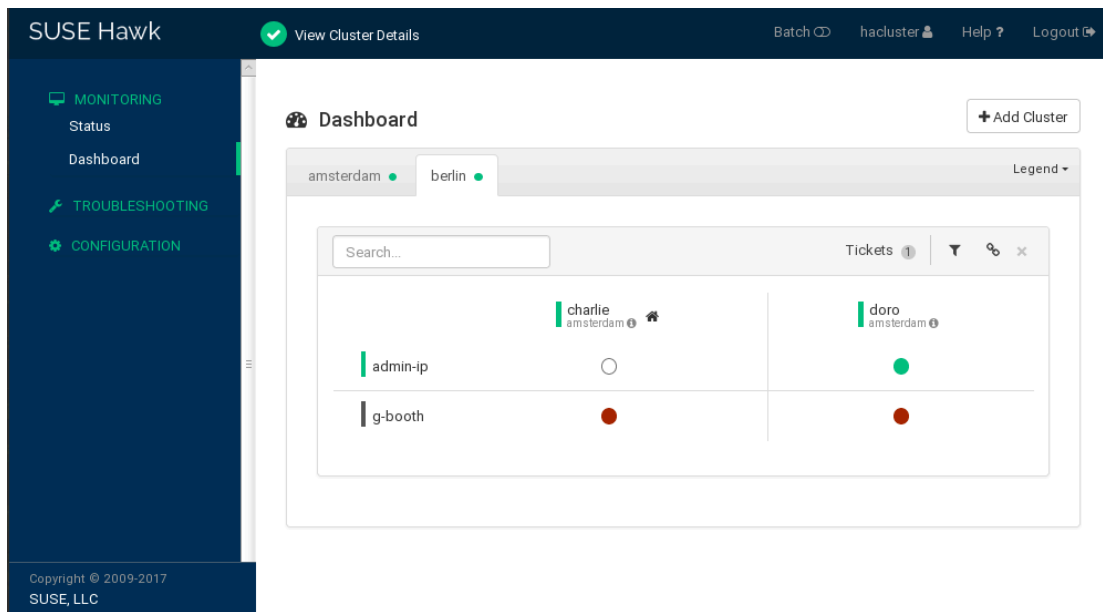 SUSE Hawk
View Cluster Details
Batch
hacluster
Help ?
Logout
MONITORING
Status
Dashboard
TROUBLESHOOTING
CONFIGURATION
Dashboard
+ Add Cluster
amsterdam
berlin
Legend
Search...
Tickets 1
charlie
amsterdam
doro
amsterdam
admin-ip
g-booth
Copyright © 2009-2017
SUSE, LLC